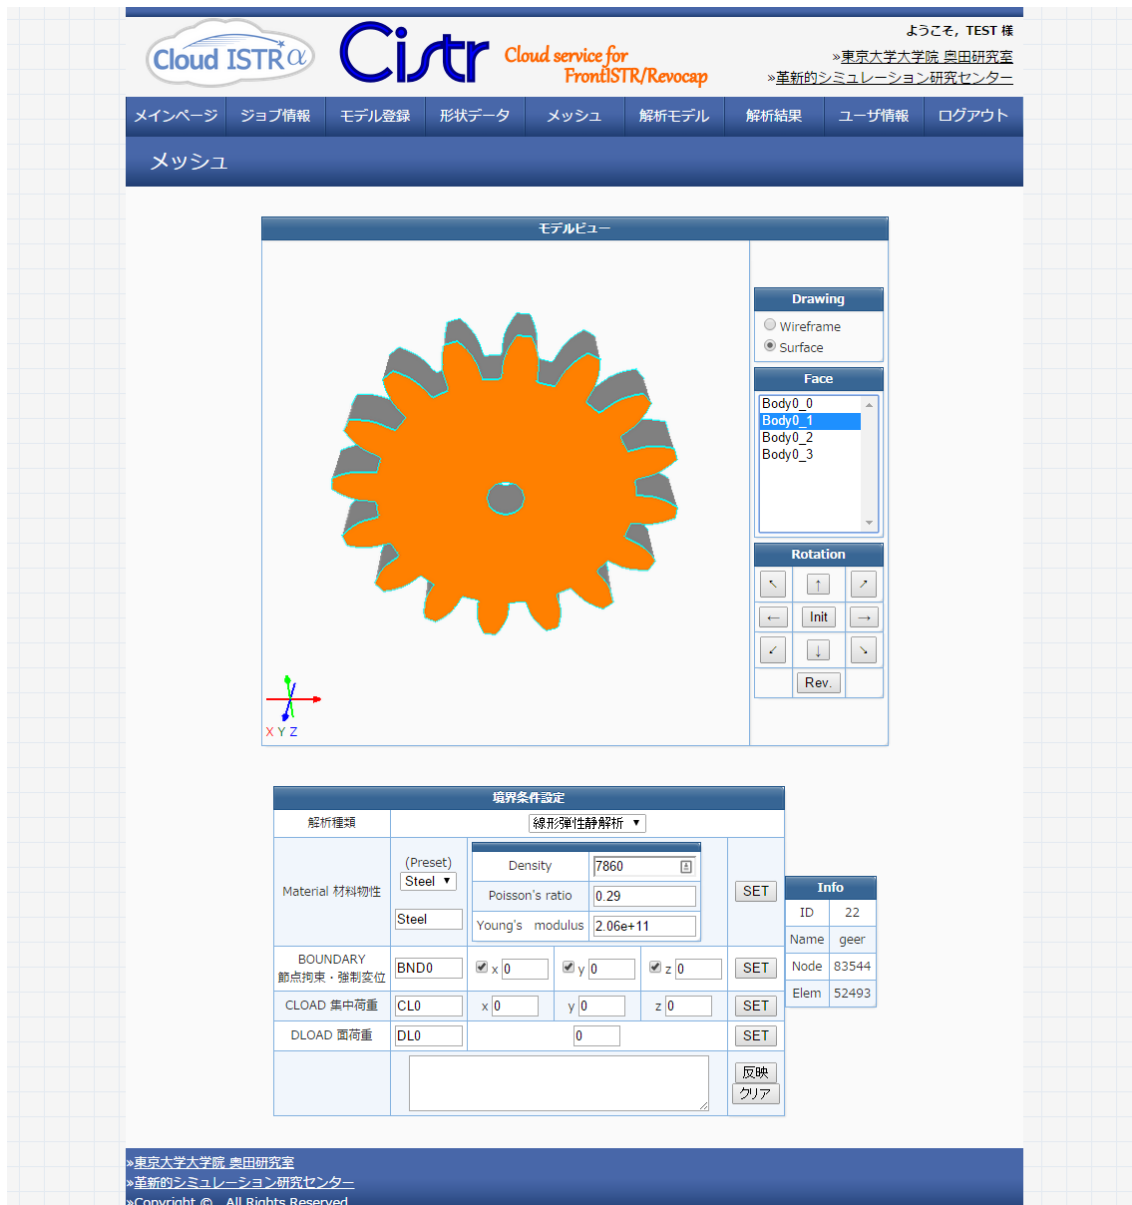 ようこそ, TEST 様
Cloud ISTR α
Cistr
Cloud service for
FrontISTR/Revocap
»東京大学大学院 奥田研究室
»革新的シミュレーション研究センター
メインページ ジョブ情報 モデル登録 形状データ メッシュ 解析モデル 解析結果 ユーザ情報 ログアウト
メッシュ
モデルビュー
Drawing
Wireframe
Surface
Face
Body0_0
Body0_1
Body0_2
Body0_3
Rotation
↖ ↑ ↗
← Init →
↙ ↓ ↘
Rev.
X Y Z
境界条件設定
解析種類 線形弾性静解析 ▼
Material 材料物性
(Preset)
Steel ▼
Steel
Density 7860
Poisson's ratio 0.29
Young's modulus 2.06e+11
SET
BOUNDARY
節点拘束・強制変位
BND0 x 0 y 0 z 0 SET
CLOAD 集中荷重 CL0 x 0 y 0 z 0 SET
DLOAD 面荷重 DL0 0 SET
反映
クリア
Info
ID 22
Name geer
Node 83544
Elem 52493
»東京大学大学院 奥田研究室
»革新的シミュレーション研究センター
»Copyright © All Rights Reserved